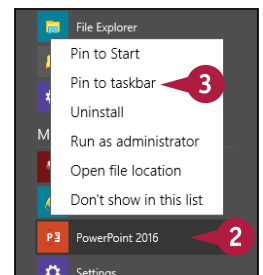 File Explorer
Pin to Start
Pin to taskbar
3
Uninstall
Run as administrator
M
Open file location
Don't show in this list
P3 PowerPoint 2016
2
Settings